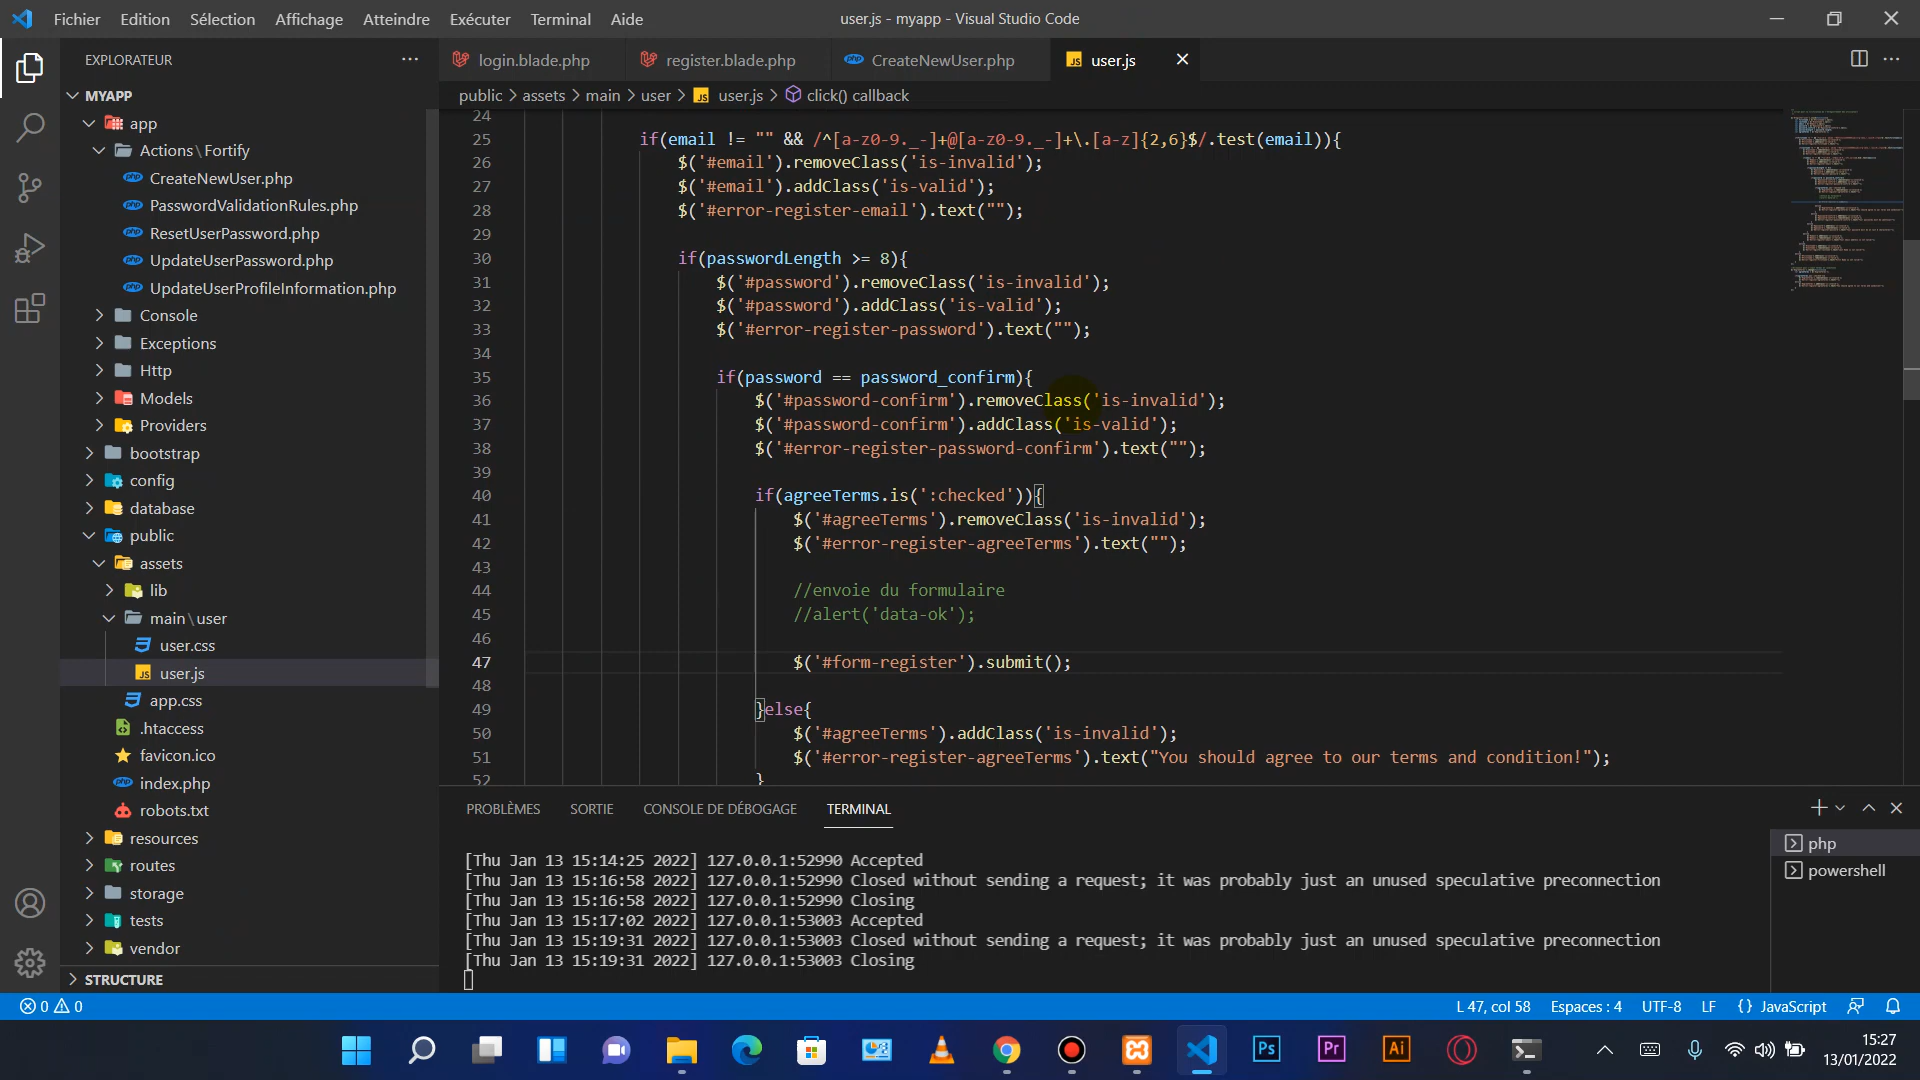 Fichier Edition Sélection Affichage Atteindre Exécuter Terminal Aide
user.js - myapp - Visual Studio Code
EXPLORATEUR
login.blade.php
register.blade.php
CreateNewUser.php
user.js
public > assets > main > user > JS user.js > click() callback
MYAPP
app
Actions\Fortify
CreateNewUser.php
PasswordValidationRules.php
ResetUserPassword.php
UpdateUserPassword.php
UpdateUserProfileInformation.php
Console
Exceptions
Http
Models
Providers
bootstrap
config
database
public
assets
lib
main\user
user.css
user.js
app.css
.htaccess
favicon.ico
index.php
robots.txt
resources
routes
storage
tests
vendor
STRUCTURE
24
25 if(email != "" && /^[a-z0-9._-]+@[a-z0-9._-]+\.[a-z]{2,6}$/.test(email)){
26 $('#email').removeClass('is-invalid');
27 $('#email').addClass('is-valid');
28 $('#error-register-email').text("");
29
30 if(passwordLength >= 8){
31 $('#password').removeClass('is-invalid');
32 $('#password').addClass('is-valid');
33 $('#error-register-password').text("");
34
35 if(password == password_confirm){
36 $('#password-confirm').removeClass('is-invalid');
37 $('#password-confirm').addClass('is-valid');
38 $('#error-register-password-confirm').text("");
39
40 if(agreeTerms.is(':checked')){
41 $('#agreeTerms').removeClass('is-invalid');
42 $('#error-register-agreeTerms').text("");
43
44 //envoie du formulaire
45 //alert('data-ok');
46
47 $('#form-register').submit();
48
49 }else{
50 $('#agreeTerms').addClass('is-invalid');
51 $('#error-register-agreeTerms').text("You should agree to our terms and condition!");
52 }
PROBLÈMES SORTIE CONSOLE DE DÉBOGAGE TERMINAL
[Thu Jan 13 15:14:25 2022] 127.0.0.1:52990 Accepted
[Thu Jan 13 15:16:58 2022] 127.0.0.1:52990 Closed without sending a request; it was probably just an unused speculative preconnection
[Thu Jan 13 15:16:58 2022] 127.0.0.1:52990 Closing
[Thu Jan 13 15:17:02 2022] 127.0.0.1:53003 Accepted
[Thu Jan 13 15:19:31 2022] 127.0.0.1:53003 Closed without sending a request; it was probably just an unused speculative preconnection
[Thu Jan 13 15:19:31 2022] 127.0.0.1:53003 Closing
php
powershell
0 0
L 47, col 58 Espaces : 4 UTF-8 LF {} JavaScript
Ps Pr Ai
15:27
13/01/2022